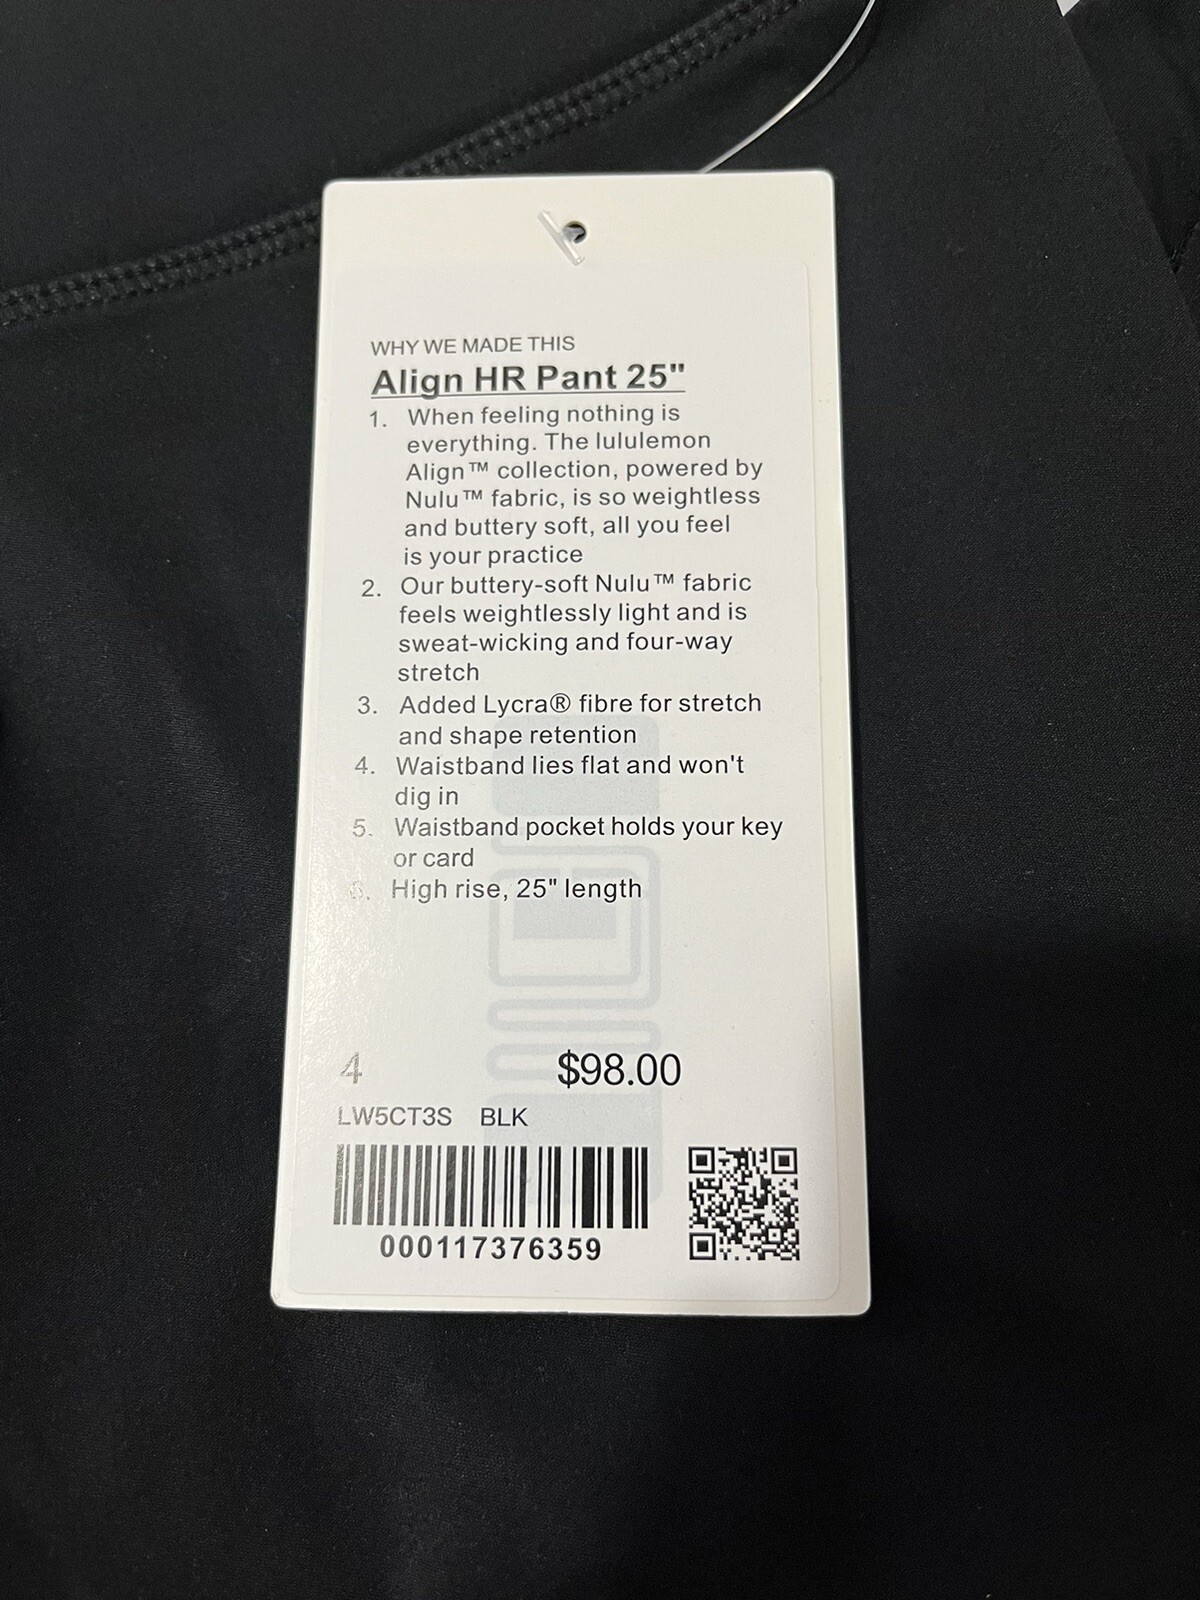 WHY WE MADE THIS
Align HR Pant 25"
1. When feeling nothing is
everything. The lululemon
Align™ collection, powered by
Nulu™ fabric, is so weightless
and buttery soft, all you feel
is your practice
2. Our buttery-soft Nulu™ fabric
feels weightlessly light and is
sweat-wicking and four-way
stretch
3. Added Lycra® fibre for stretch
and shape retention
4. Waistband lies flat and won't
dig in
5. Waistband pocket holds your key
or card
6. High rise, 25" length
4 $98.00
LW5CT3S BLK
000117376359